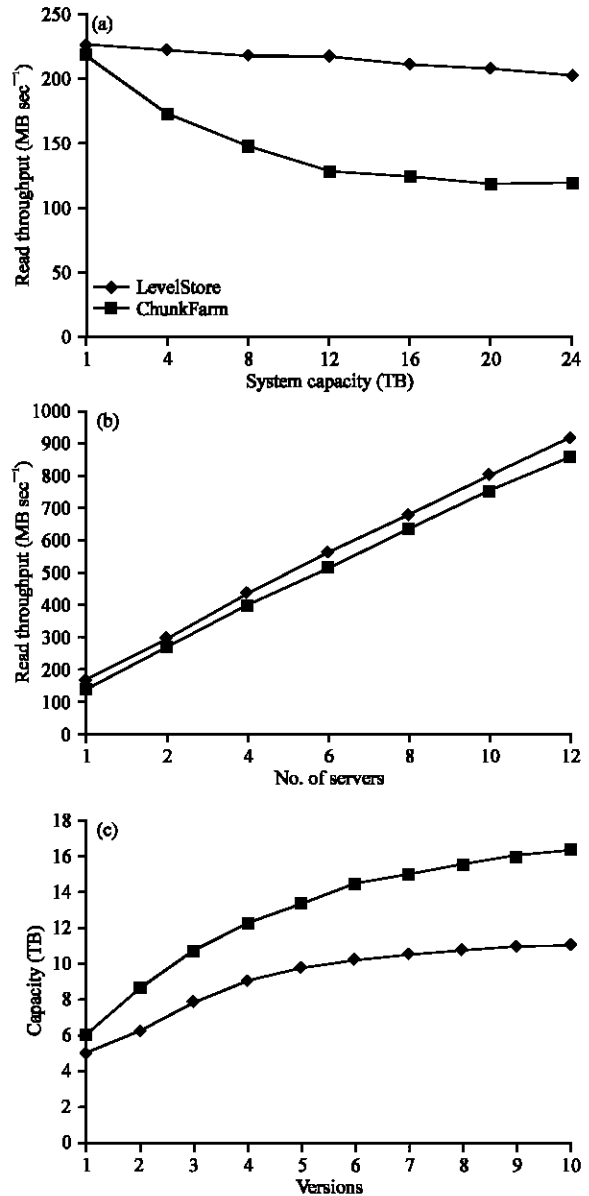 (a)
250
200
150
100
50
0
Read throughput (MB sec⁻¹)
LevelStore
ChunkFarm
1 4 8 12 16 20 24
System capacity (TB)
(b)
1000
900
800
700
600
500
400
300
200
100
0
Read throughput (MB sec⁻¹)
1 2 4 6 8 10 12
No. of servers
(c)
18
16
14
12
10
8
6
4
2
0
Capacity (TB)
1 2 3 4 5 6 7 8 9 10
Versions